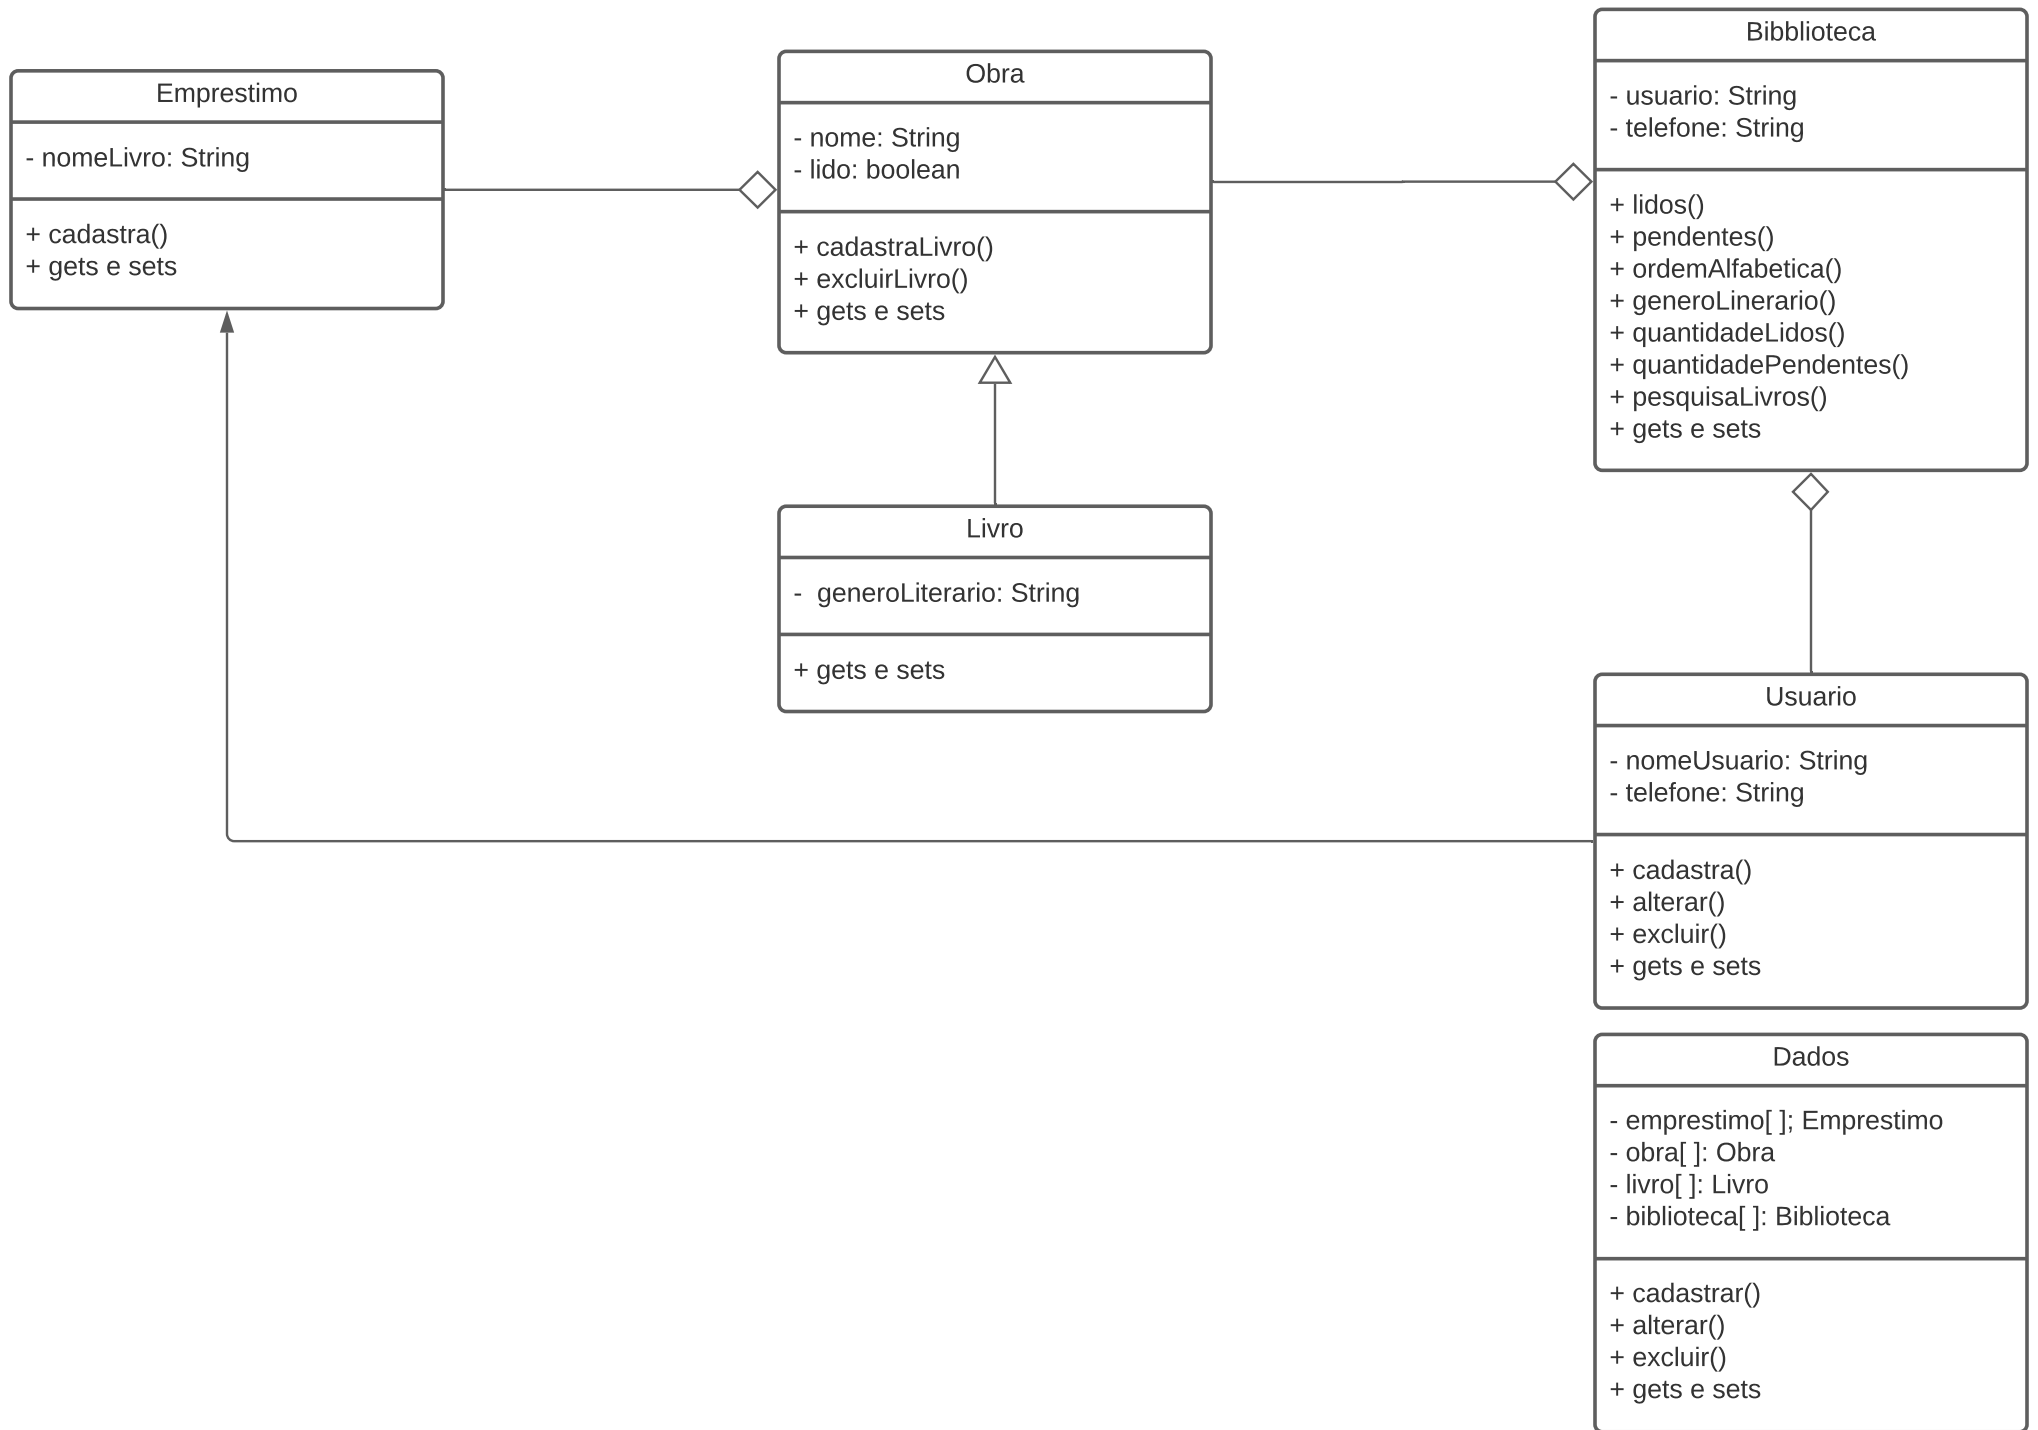 Emprestimo
- nomeLivro: String
+ cadastra()
+ gets e sets
Obra
- nome: String
- lido: boolean
+ cadastraLivro()
+ excluirLivro()
+ gets e sets
Bibblioteca
- usuario: String
- telefone: String
+ lidos()
+ pendentes()
+ ordemAlfabetica()
+ generoLinerario()
+ quantidadeLidos()
+ quantidadePendentes()
+ pesquisaLivros()
+ gets e sets
Livro
-  generoLiterario: String
+ gets e sets
Usuario
- nomeUsuario: String
- telefone: String
+ cadastra()
+ alterar()
+ excluir()
+ gets e sets
Dados
- emprestimo[ ]; Emprestimo
- obra[ ]: Obra
- livro[ ]: Livro
- biblioteca[ ]: Biblioteca
+ cadastrar()
+ alterar()
+ excluir()
+ gets e sets